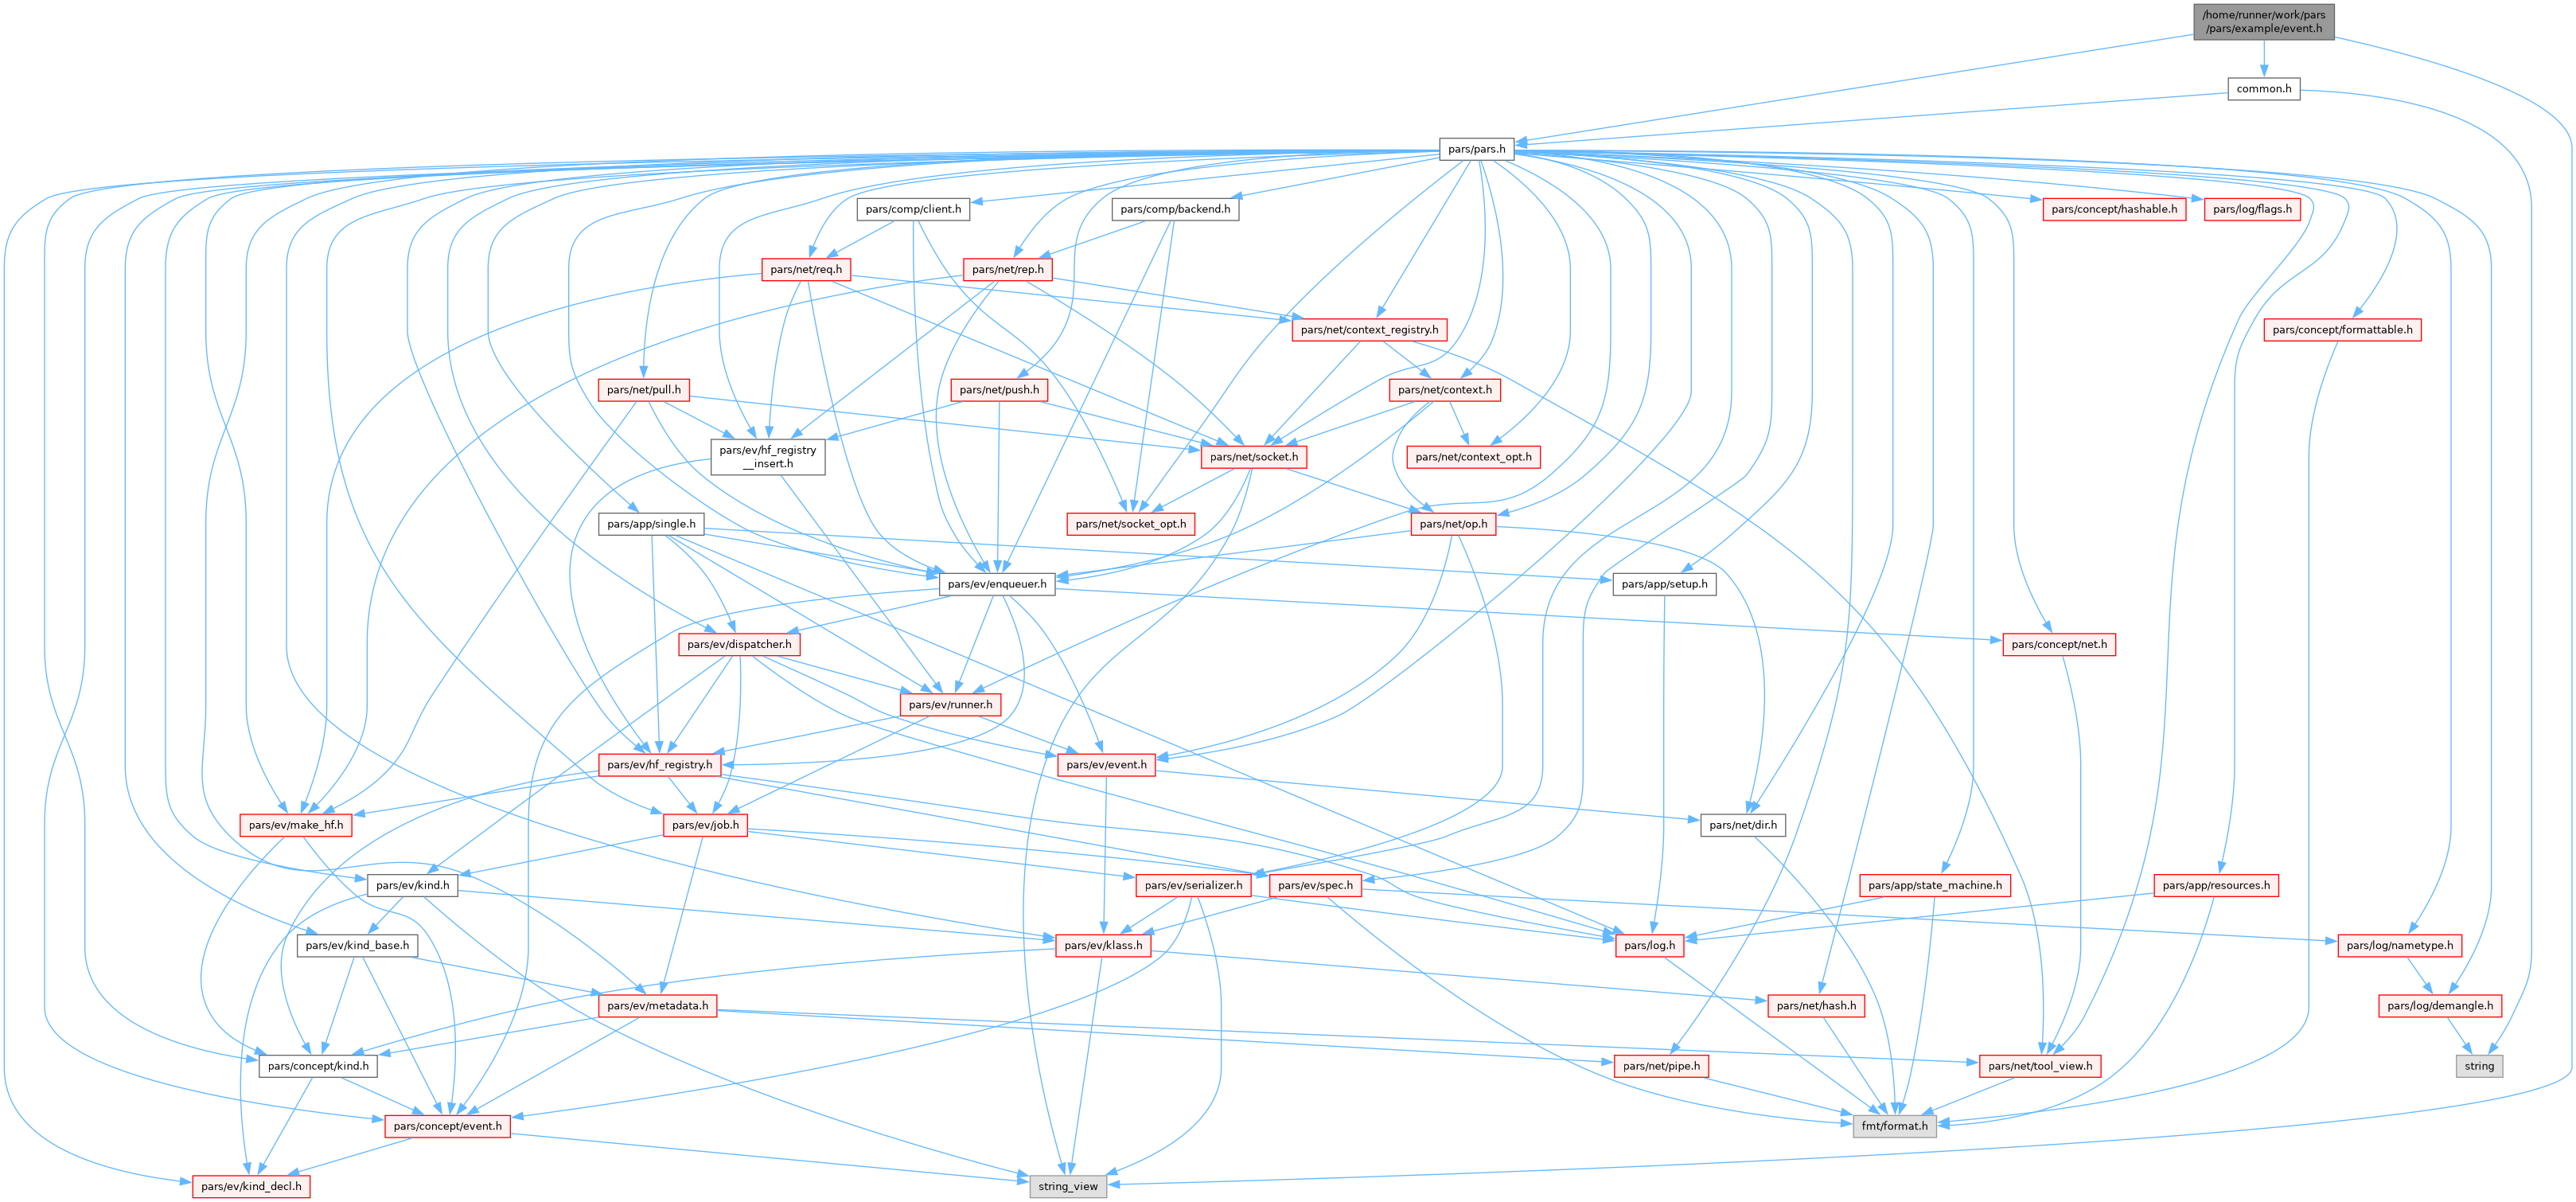 /home/runner/work/pars
/pars/example/event.h
common.h
pars/pars.h
pars/comp/client.h
pars/comp/backend.h
pars/concept/hashable.h
pars/log/flags.h
pars/net/req.h
pars/net/rep.h
pars/net/context_registry.h
pars/concept/formattable.h
pars/net/pull.h
pars/net/push.h
pars/net/context.h
pars/ev/hf_registry
__insert.h
pars/net/socket.h
pars/net/context_opt.h
pars/app/single.h
pars/net/socket_opt.h
pars/net/op.h
pars/ev/enqueuer.h
pars/app/setup.h
pars/ev/dispatcher.h
pars/concept/net.h
pars/ev/runner.h
pars/ev/hf_registry.h
pars/ev/event.h
pars/ev/make_hf.h
pars/ev/job.h
pars/net/dir.h
pars/ev/kind.h
pars/ev/serializer.h
pars/ev/spec.h
pars/app/state_machine.h
pars/app/resources.h
pars/ev/kind_base.h
pars/ev/klass.h
pars/log.h
pars/log/nametype.h
pars/ev/metadata.h
pars/net/hash.h
pars/log/demangle.h
pars/concept/kind.h
pars/net/pipe.h
pars/net/tool_view.h
string
pars/concept/event.h
fmt/format.h
pars/ev/kind_decl.h
string_view